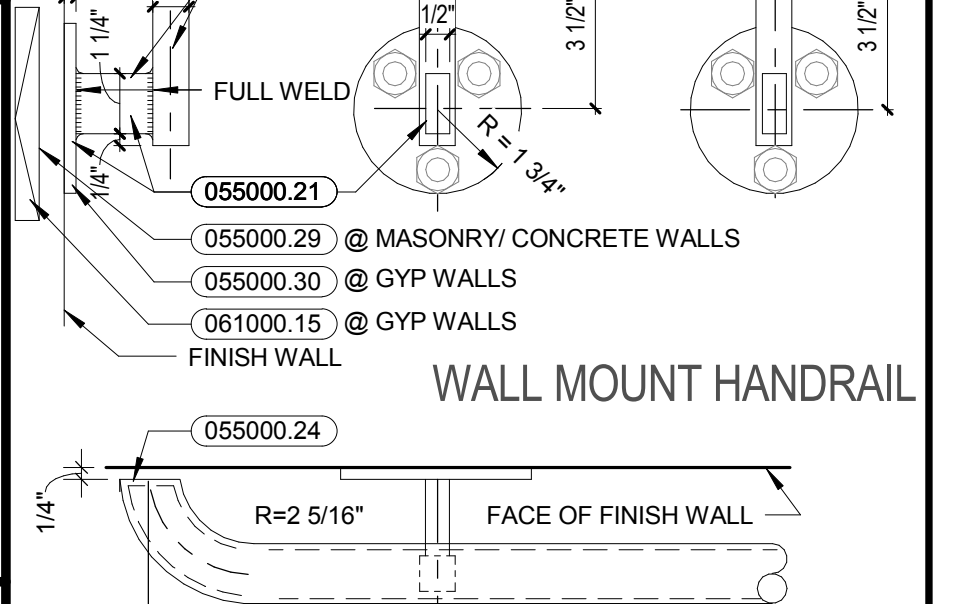 1 1/4"
1/2"
3 1/2"
3 1/2"
FULL WELD
R = 1 3/4"
1/4"
055000.21
055000.29 @ MASONRY/ CONCRETE WALLS
055000.30 @ GYP WALLS
061000.15 @ GYP WALLS
FINISH WALL
WALL MOUNT HANDRAIL
055000.24
1/4"
R=2 5/16"
FACE OF FINISH WALL